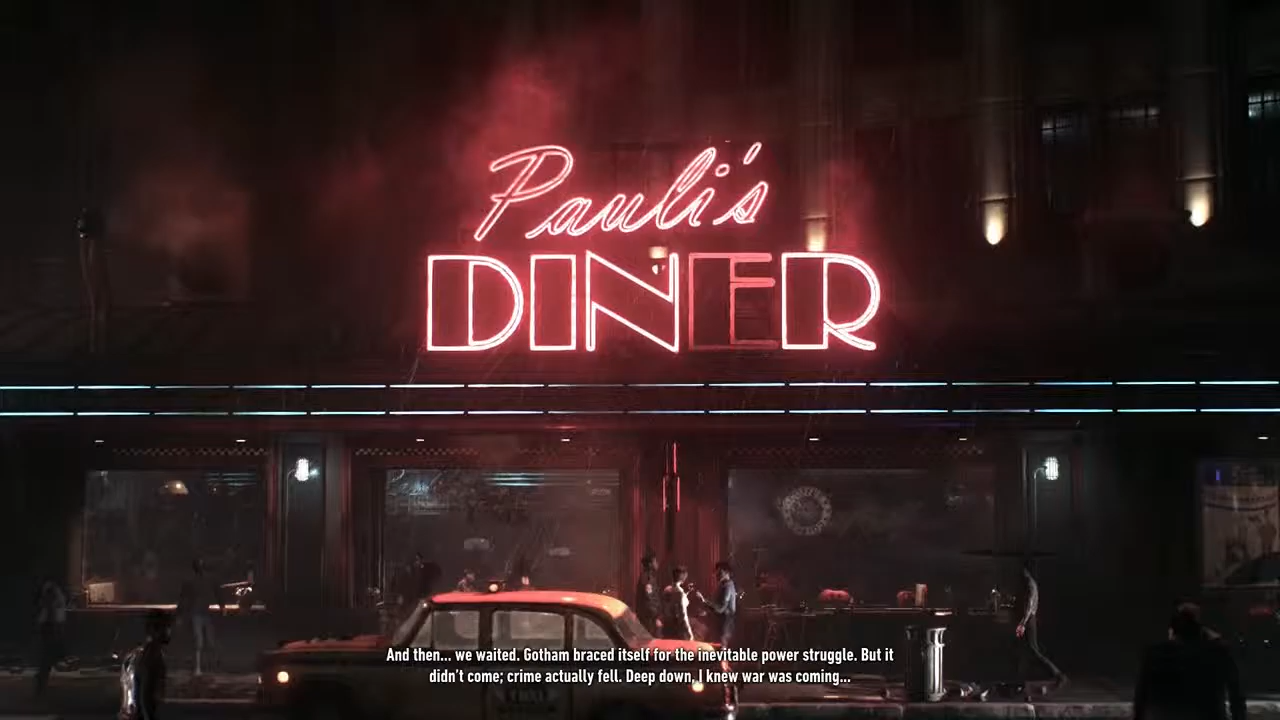 Pauli's
DINER
And then... we waited. Gotham braced itself for the inevitable power struggle. But it
didn't come; crime actually fell. Deep down, I knew war was coming...